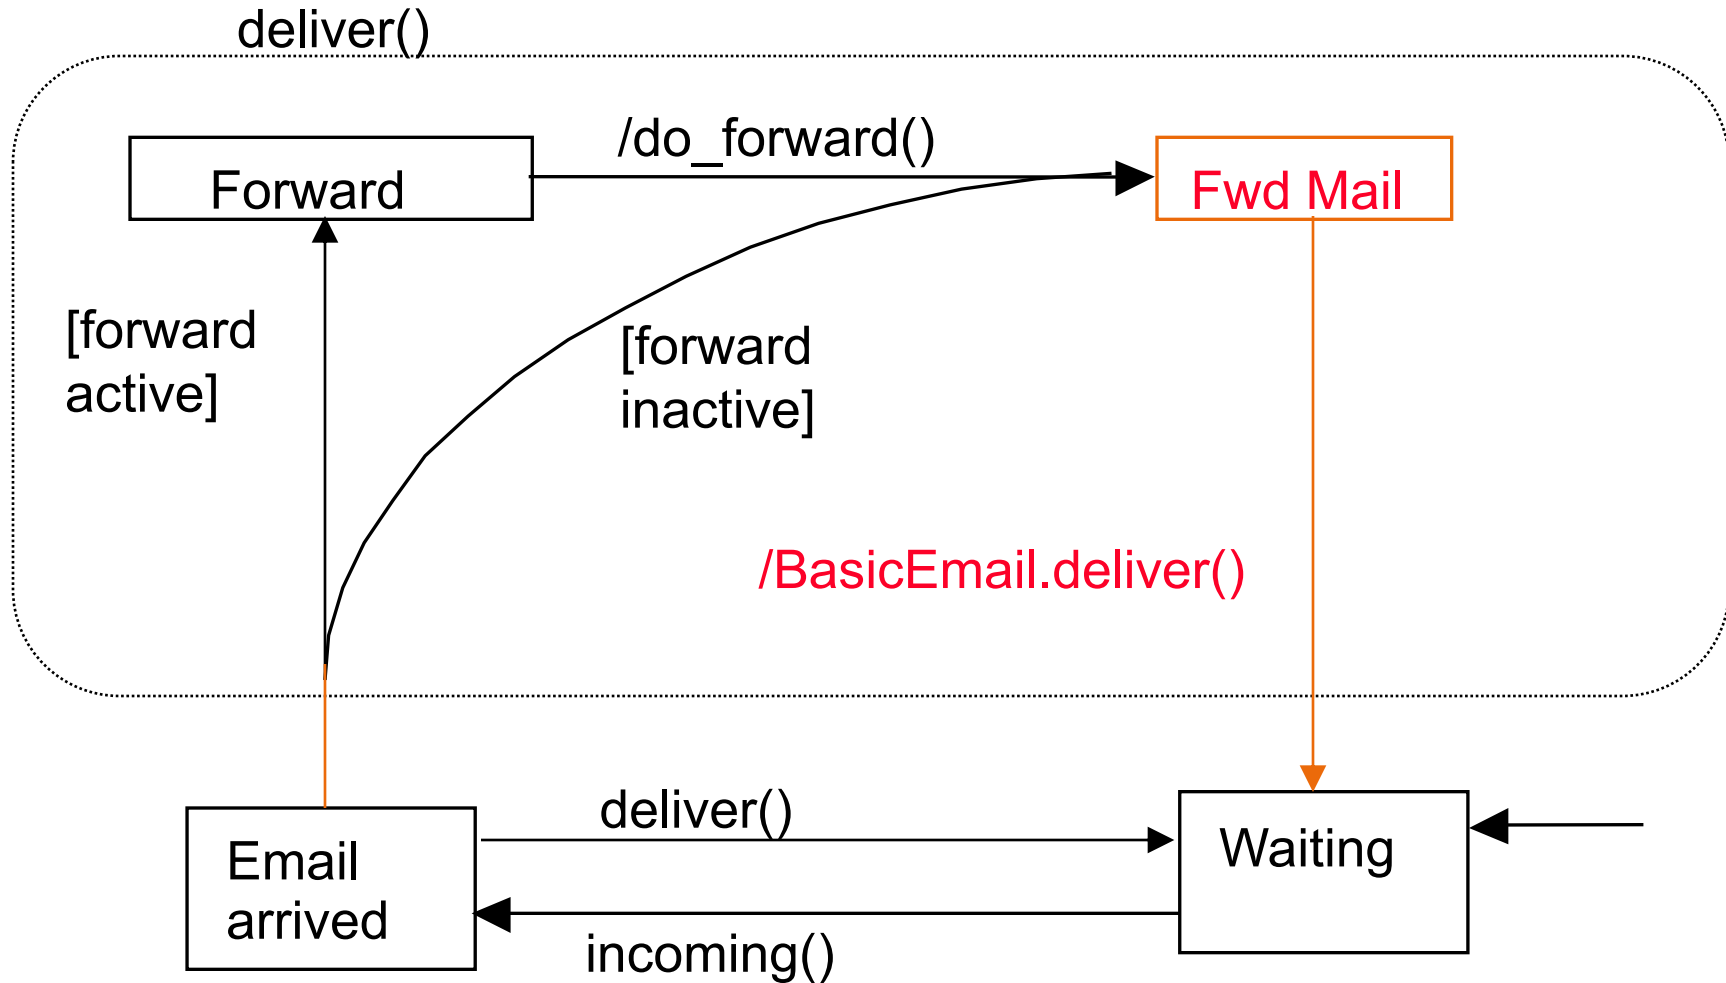 deliver()
/do_forward()
Forward
Fwd Mail
[forward
active]
[forward
inactive]
/BasicEmail.deliver()
deliver()
Email
arrived
Waiting
incoming()